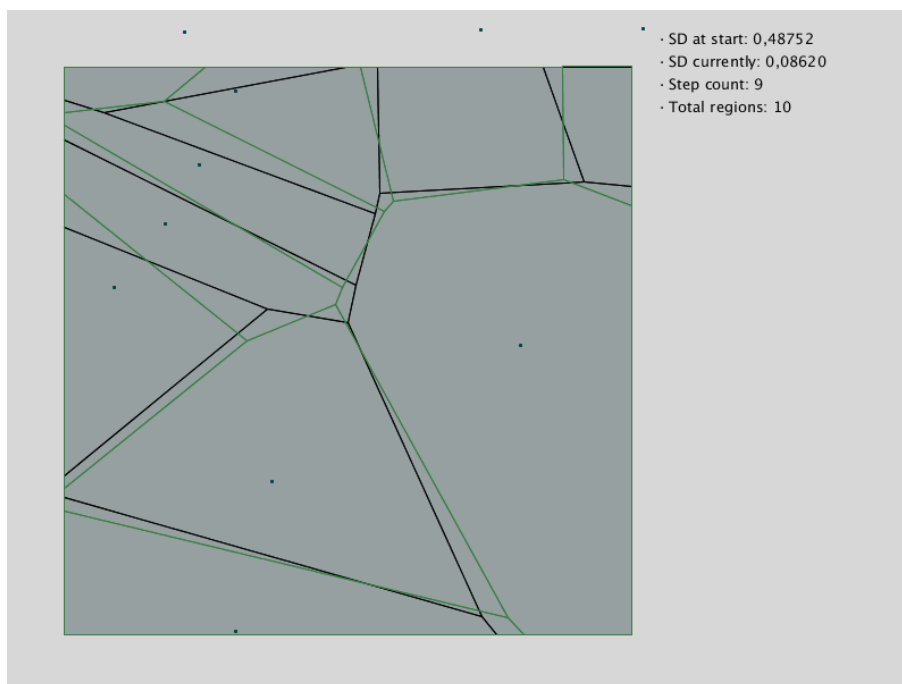 · SD at start: 0,48752
· SD currently: 0,08620
· Step count: 9
· Total regions: 10